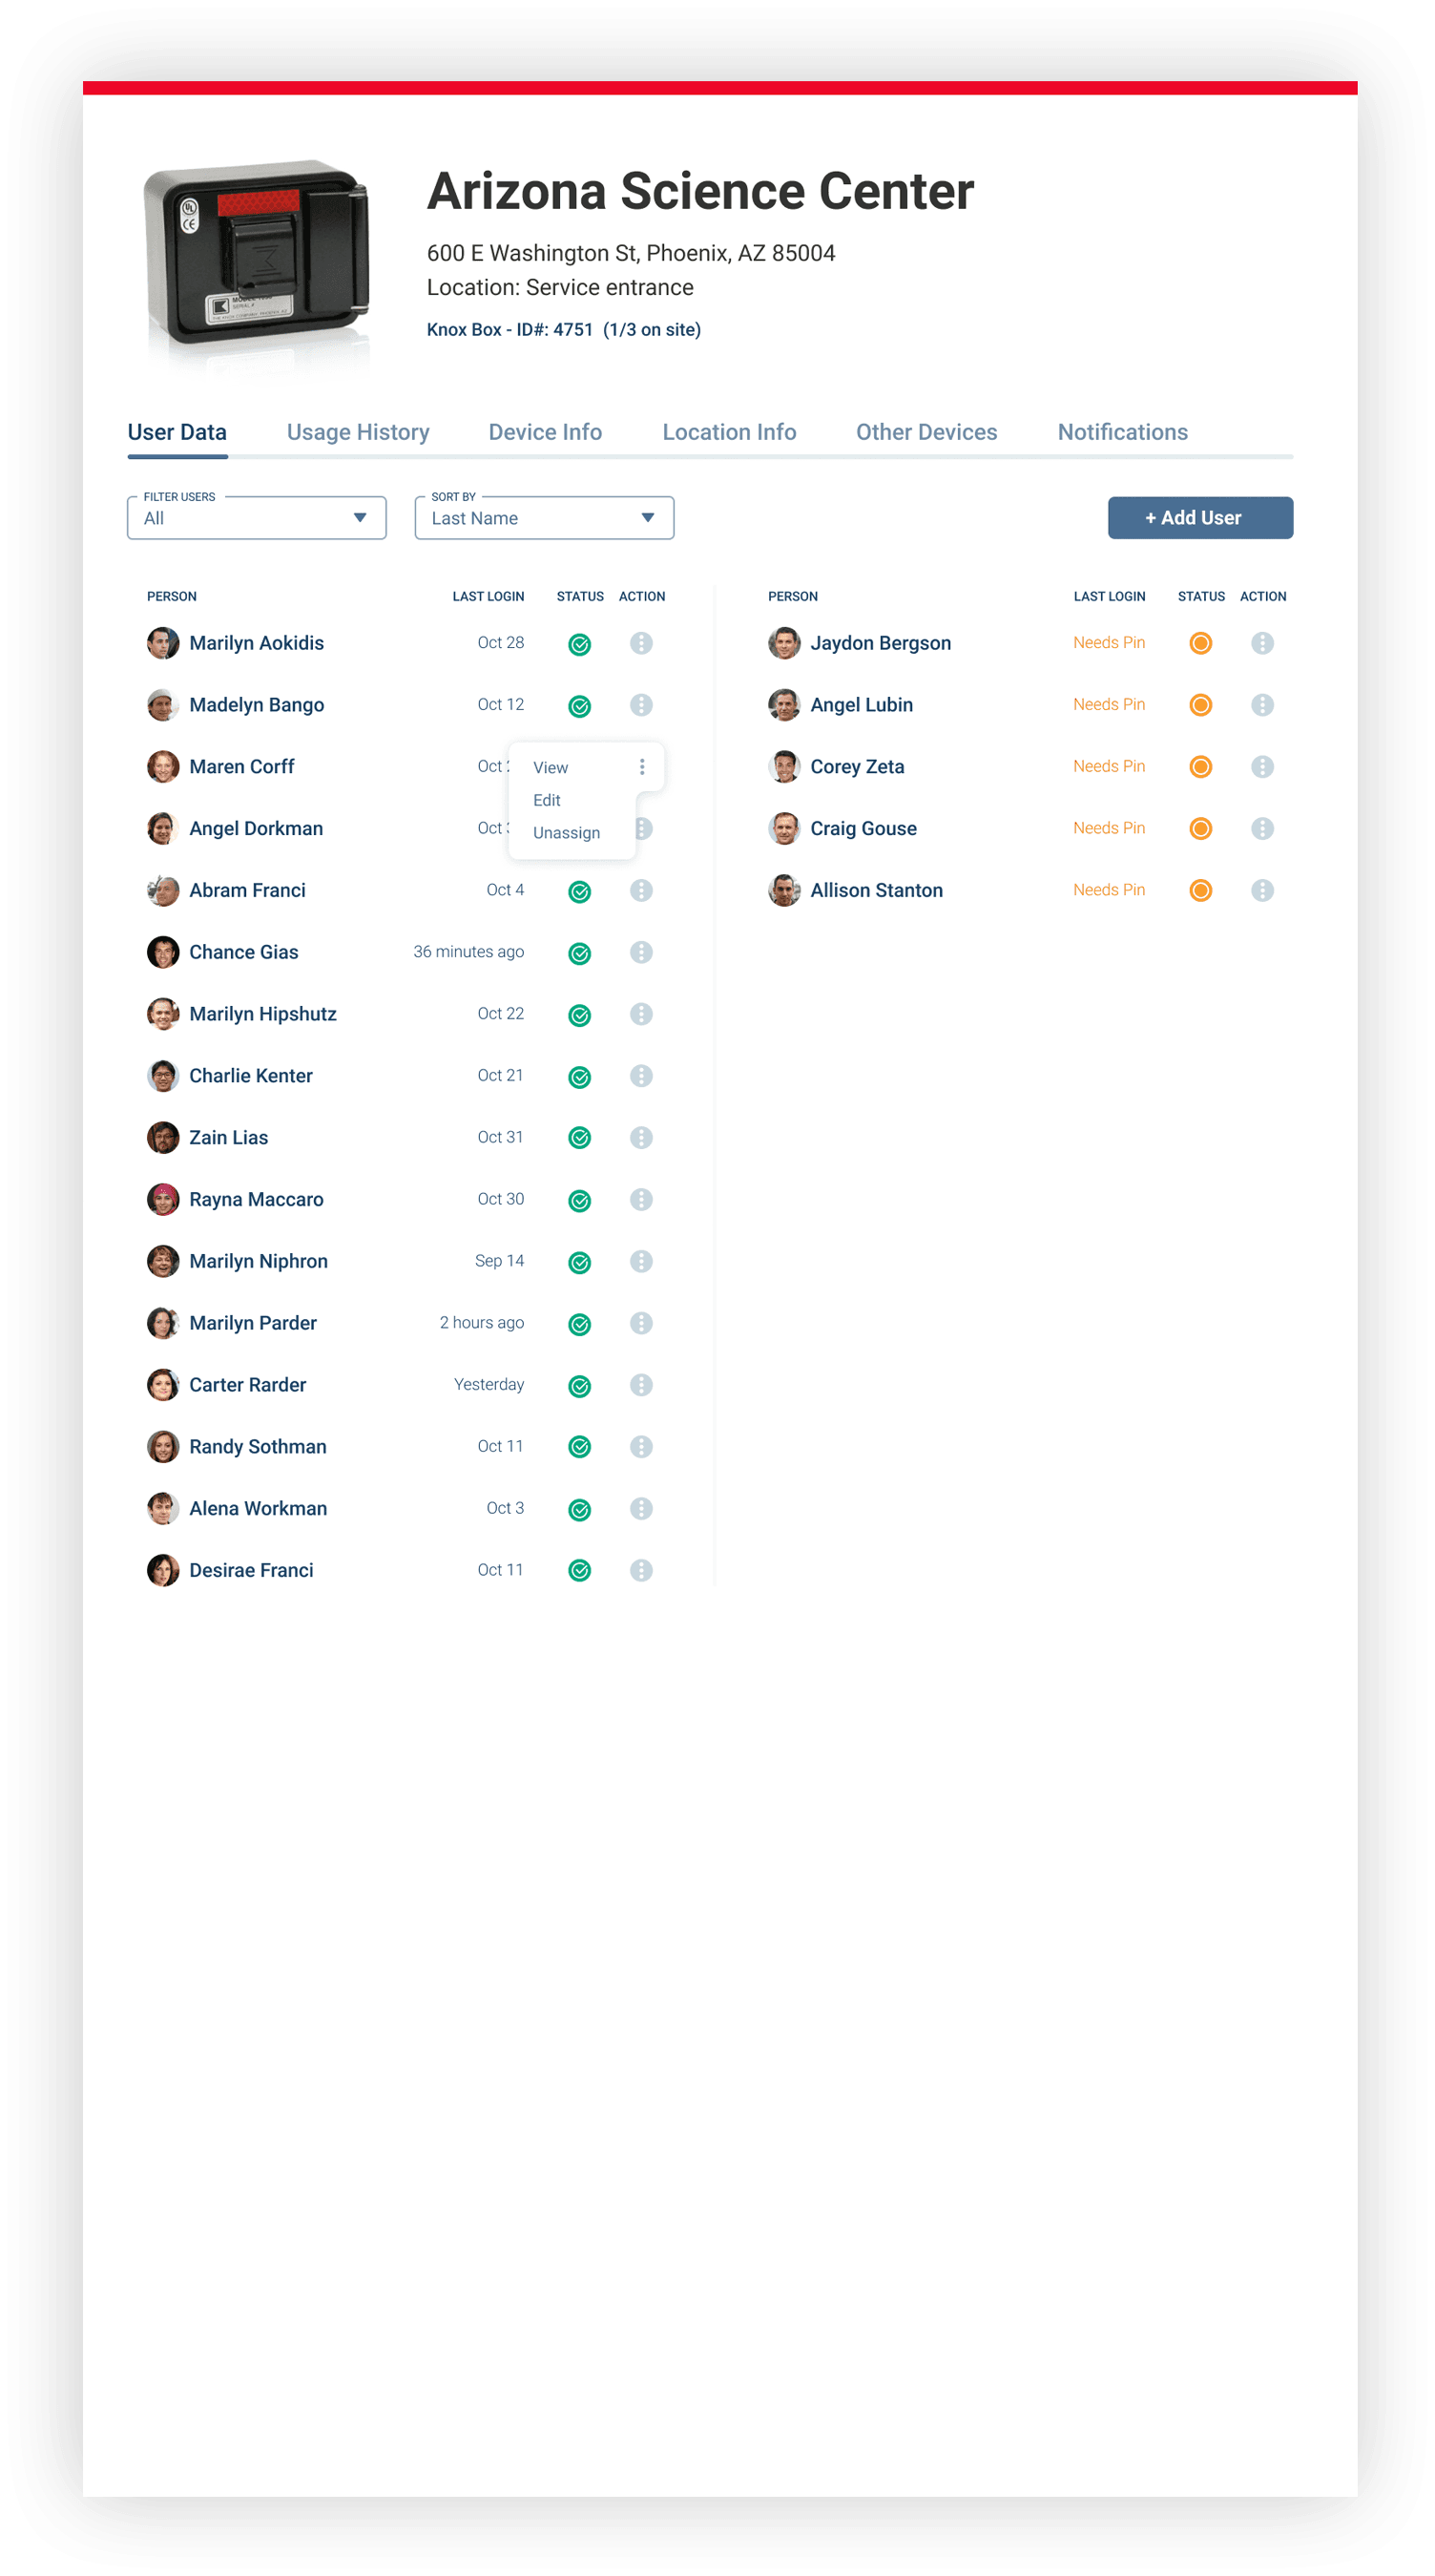 Arizona Science Center
600 E Washington St, Phoenix, AZ 85004
Location: Service entrance
Knox Box - ID#: 4751 (1/3 on site)
UL
CE
User Data Usage History Device Info Location Info Other Devices Notifications
FILTER USERS SORT BY
All Last Name + Add User
PERSON LAST LOGIN STATUS ACTION
Marilyn Aokidis Oct 28
Madelyn Bango Oct 12
Maren Corff Oct View
Edit
Angel Dorkman Oct Unassign
Abram Franci Oct 4
Chance Gias 36 minutes ago
Marilyn Hipshutz Oct 22
Charlie Kenter Oct 21
Zain Lias Oct 31
Rayna Maccaro Oct 30
Marilyn Niphron Sep 14
Marilyn Parder 2 hours ago
Carter Rarder Yesterday
Randy Sothman Oct 11
Alena Workman Oct 3
Desirae Franci Oct 11
PERSON LAST LOGIN STATUS ACTION
Jaydon Bergson Needs Pin
Angel Lubin Needs Pin
Corey Zeta Needs Pin
Craig Gouse Needs Pin
Allison Stanton Needs Pin